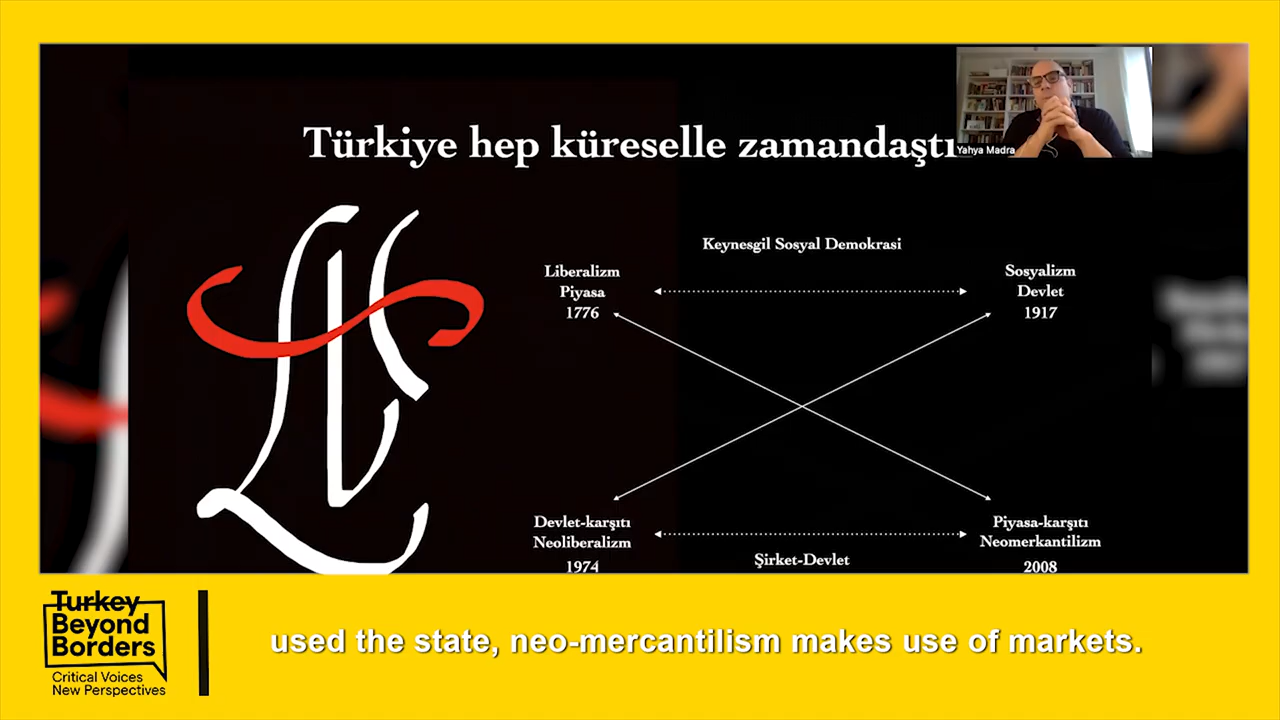 Türkiye hep küreselle zamandaştı
Yahya Madra
Keynesgil Sosyal Demokrasi
Liberalizm
Piyasa
1776
Sosyalizm
Devlet
1917
Devlet-karşıtı
Neoliberalizm
1974
Şirket-Devlet
Piyasa-karşıtı
Neomerkantilizm
2008
Turkey
Beyond
Borders
Critical Voices
New Perspectives
used the state, neo-mercantilism makes use of markets.